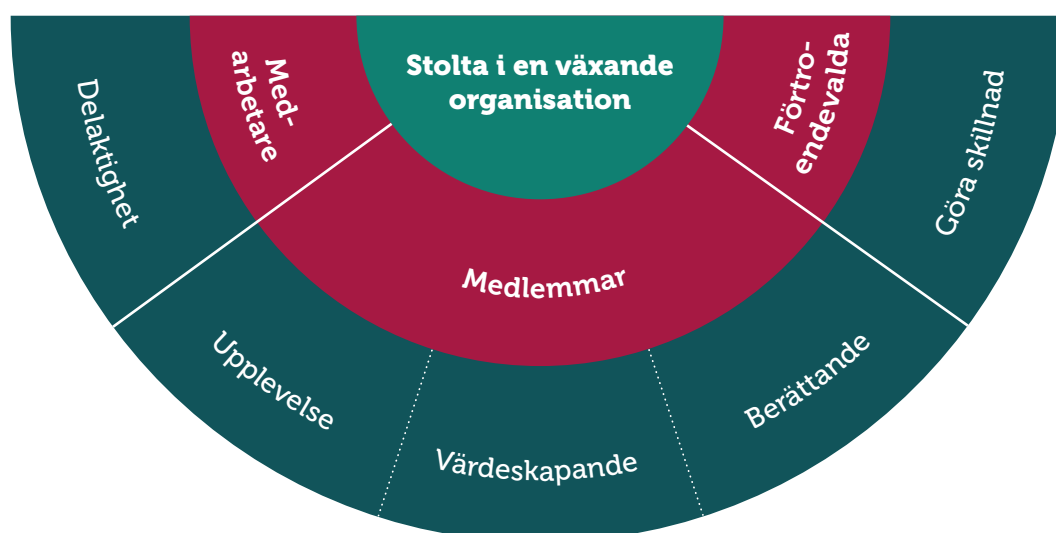 Stolta i en växande
organisation
Med-
arbetare
Medlemmar
Förtro-
endevalda
Delaktighet
Upplevelse
Värdeskapande
Berättande
Göra skillnad